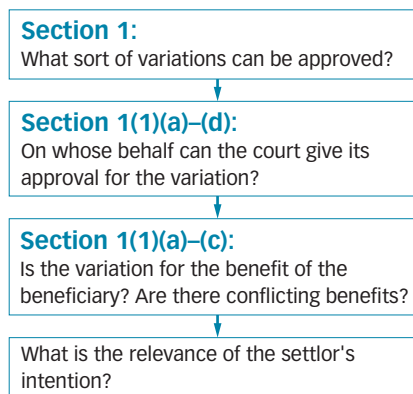 Section 1:
What sort of variations can be approved?
Section 1(1)(a)–(d):
On whose behalf can the court give its
approval for the variation?
Section 1(1)(a)–(c):
Is the variation for the benefit of the
beneficiary? Are there conflicting benefits?
What is the relevance of the settlor's
intention?